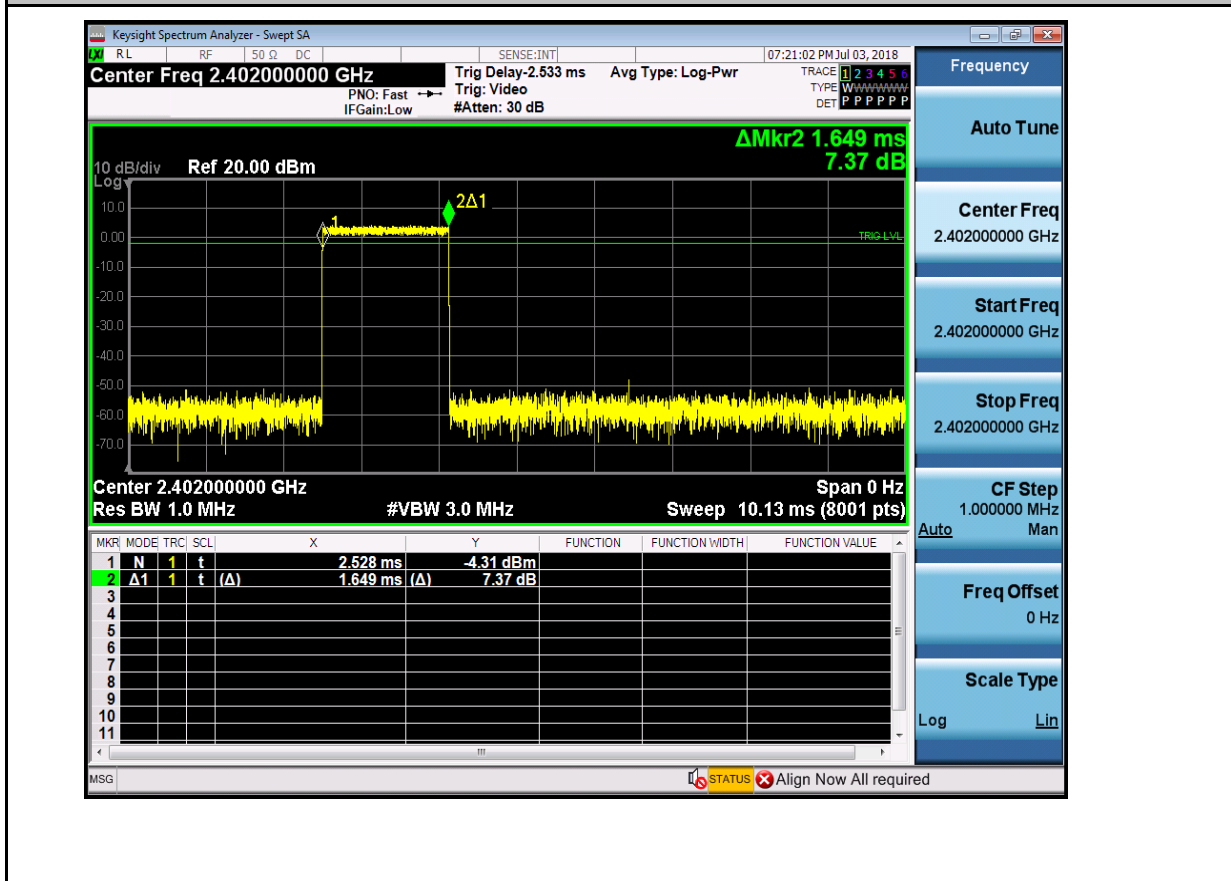 Keysight Spectrum Analyzer - Swept SA
LXI RL RF 50 Ω DC SENSE:INT 07:21:02 PM Jul 03, 2018
Center Freq 2.402000000 GHz
PNO: Fast
IFGain:Low
Trig Delay-2.533 ms
Trig: Video
#Atten: 30 dB
Avg Type: Log-Pwr
TRACE 1 2 3 4 5 6
TYPE WWWWWW
DET P P P P P P
ΔMkr2 1.649 ms
7.37 dB
10 dB/div Ref 20.00 dBm
Log
10.0
0.00
-10.0
-20.0
-30.0
-40.0
-50.0
-60.0
-70.0
1
2Δ1
TRIG LVL
Center 2.402000000 GHz Span 0 Hz
Res BW 1.0 MHz #VBW 3.0 MHz Sweep 10.13 ms (8001 pts)
MKR MODE TRC SCL X Y FUNCTION FUNCTION WIDTH FUNCTION VALUE
1 N 1 t 2.528 ms -4.31 dBm
2 Δ1 1 t (Δ) 1.649 ms (Δ) 7.37 dB
3
4
5
6
7
8
9
10
11
MSG STATUS Align Now All required
Frequency
Auto Tune
Center Freq
2.402000000 GHz
Start Freq
2.402000000 GHz
Stop Freq
2.402000000 GHz
CF Step
1.000000 MHz
Auto Man
Freq Offset
0 Hz
Scale Type
Log Lin